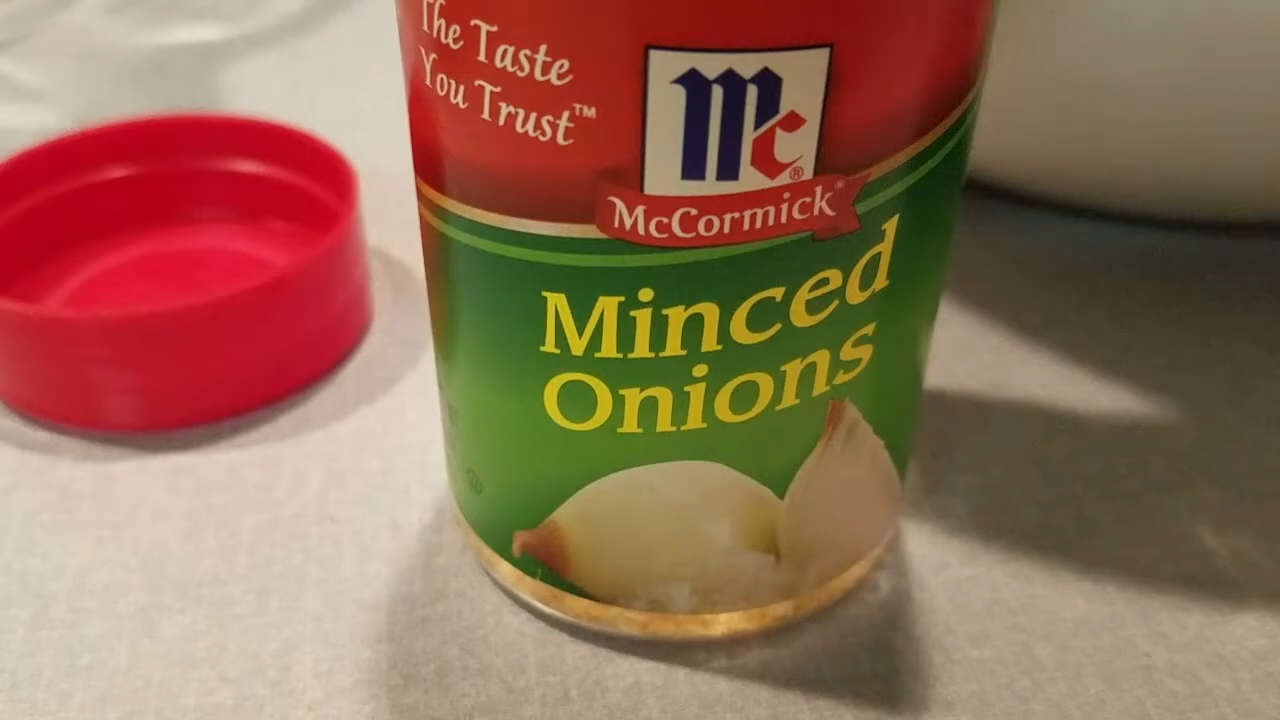 The Taste
You Trust™
Mc®
McCormick®
Minced
Onions